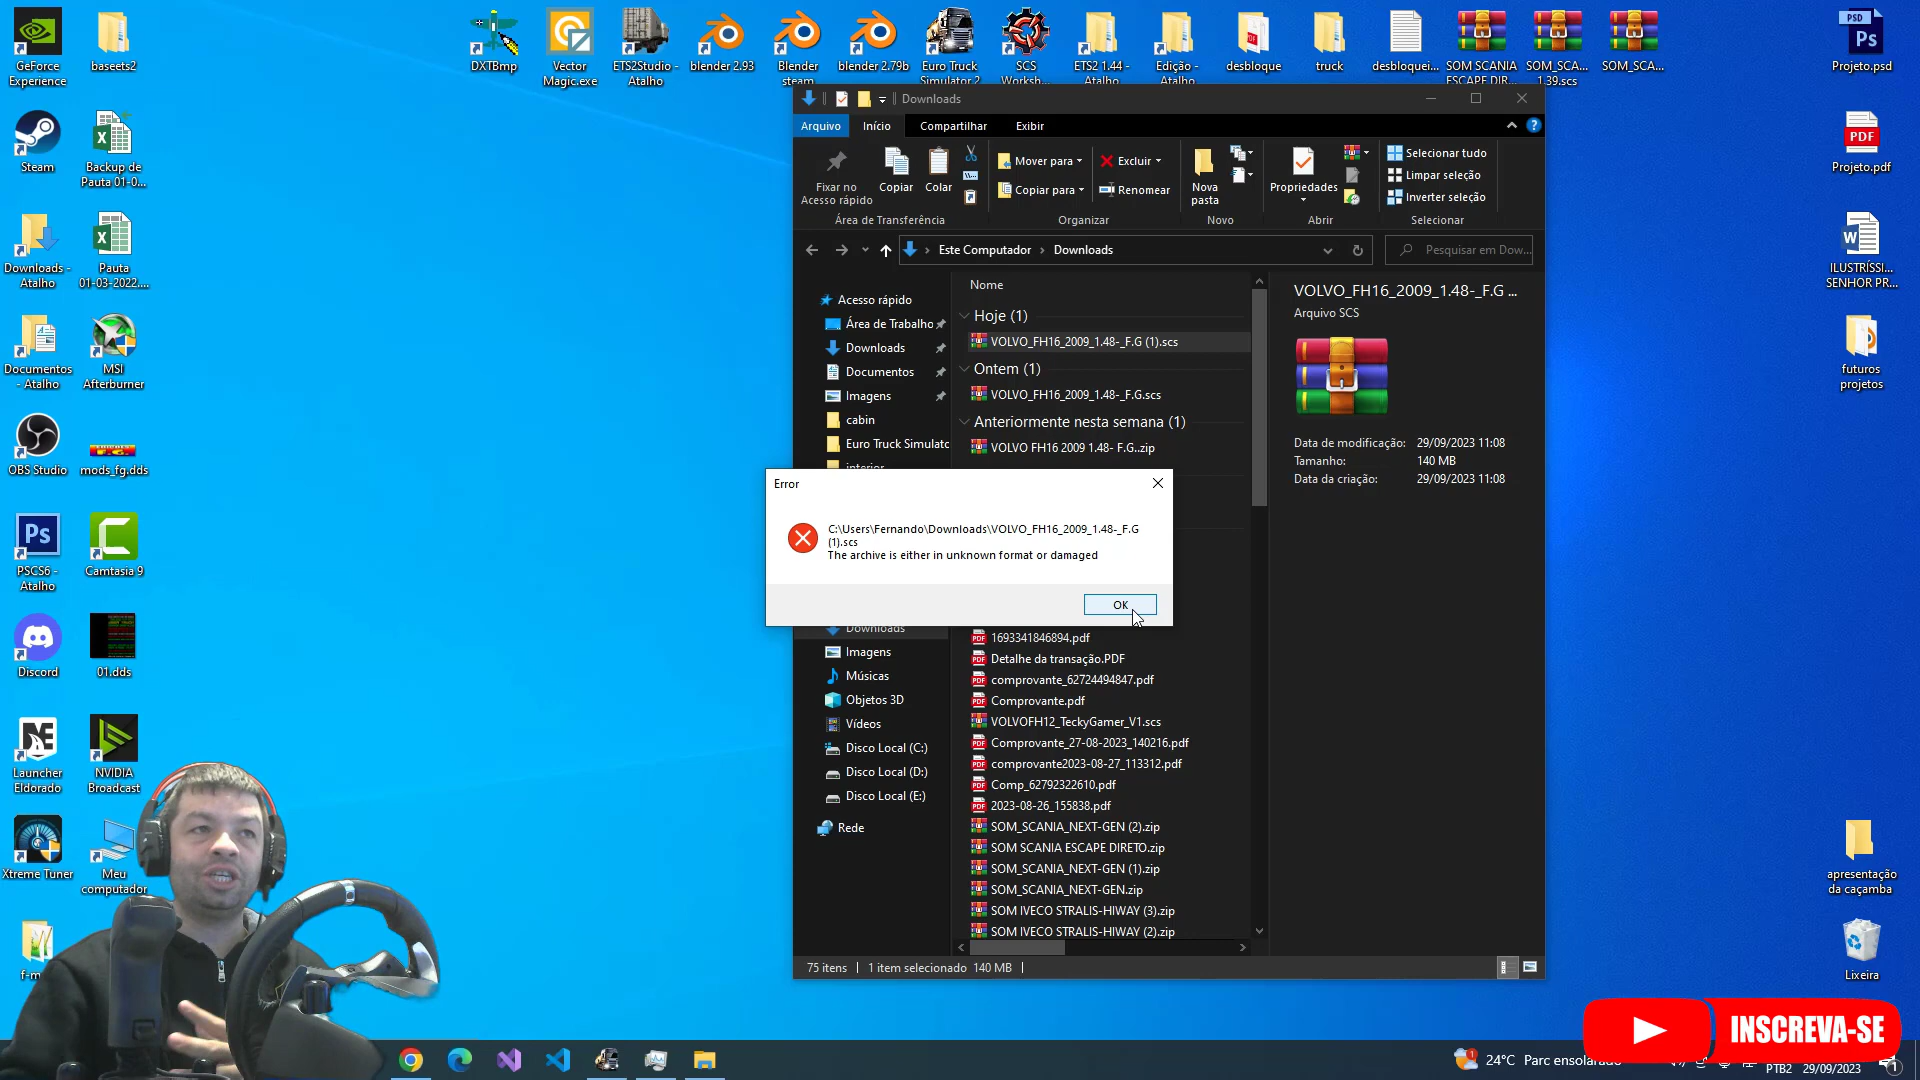 GeForce
Experience
baseets2
Steam
Backup de
Pauta 01-0...
Downloads -
Atalho
Pauta
01-03-2022....
Documentos
- Atalho
MSI
Afterburner
OBS Studio
mods_fg.dds
PSCS6 -
Atalho
Camtasia 9
Discord
01.dds
Launcher
Eldorado
NVIDIA
Broadcast
Xtreme Tuner
Meu
computador
DXTBmp
Vector
Magic.exe
ETS2Studio -
Atalho
blender 2.93
Blender
steam
blender 2.79b
Euro Truck
Simulator 2
SCS
Worksh...
ETS2 1.44 -
Atalho
Edição -
Atalho
desbloque
truck
desbloquei...
SOM SCANIA
ESCAPE DIR...
SOM_SCA...
1.39.scs
SOM_SCA...
PSD
Ps
Projeto.psd
PDF
Projeto.pdf
ILUSTRÍSSI...
SENHOR PR...
futuros
projetos
apresentação
da caçamba
Lixeira
Downloads
Arquivo
Início
Compartilhar
Exibir
Fixar no
Acesso rápido
Copiar
Colar
Área de Transferência
Mover para
Copiar para
Excluir
Renomear
Organizar
Nova
pasta
Novo
Propriedades
Abrir
Selecionar tudo
Limpar seleção
Inverter seleção
Selecionar
Este Computador
Downloads
Pesquisar em Dow...
Acesso rápido
Área de Trabalho
Downloads
Documentos
Imagens
cabin
Euro Truck Simulato
interior
Downloads
Imagens
Músicas
Objetos 3D
Vídeos
Disco Local (C:)
Disco Local (D:)
Disco Local (E:)
Rede
Nome
Hoje (1)
VOLVO_FH16_2009_1.48-_F.G (1).scs
Ontem (1)
VOLVO_FH16_2009_1.48-_F.G.scs
Anteriormente nesta semana (1)
VOLVO FH16 2009 1.48- F.G..zip
Error
C:\Users\Fernando\Downloads\VOLVO_FH16_2009_1.48-_F.G
(1).scs
The archive is either in unknown format or damaged
OK
1693341846894.pdf
Detalhe da transação.PDF
comprovante_62724494847.pdf
Comprovante.pdf
VOLVOFH12_TeckyGamer_V1.scs
Comprovante_27-08-2023_140216.pdf
comprovante2023-08-27_113312.pdf
Comp_62792322610.pdf
2023-08-26_155838.pdf
SOM_SCANIA_NEXT-GEN (2).zip
SOM SCANIA ESCAPE DIRETO.zip
SOM_SCANIA_NEXT-GEN (1).zip
SOM_SCANIA_NEXT-GEN.zip
SOM IVECO STRALIS-HIWAY (3).zip
SOM IVECO STRALIS-HIWAY (2).zip
VOLVO_FH16_2009_1.48-_F.G ...
Arquivo SCS
Data de modificação: 29/09/2023 11:08
Tamanho: 140 MB
Data da criação: 29/09/2023 11:08
75 itens
1 item selecionado 140 MB
INSCREVA-SE
24°C Parc ensolarado
PTB2 29/09/2023
1